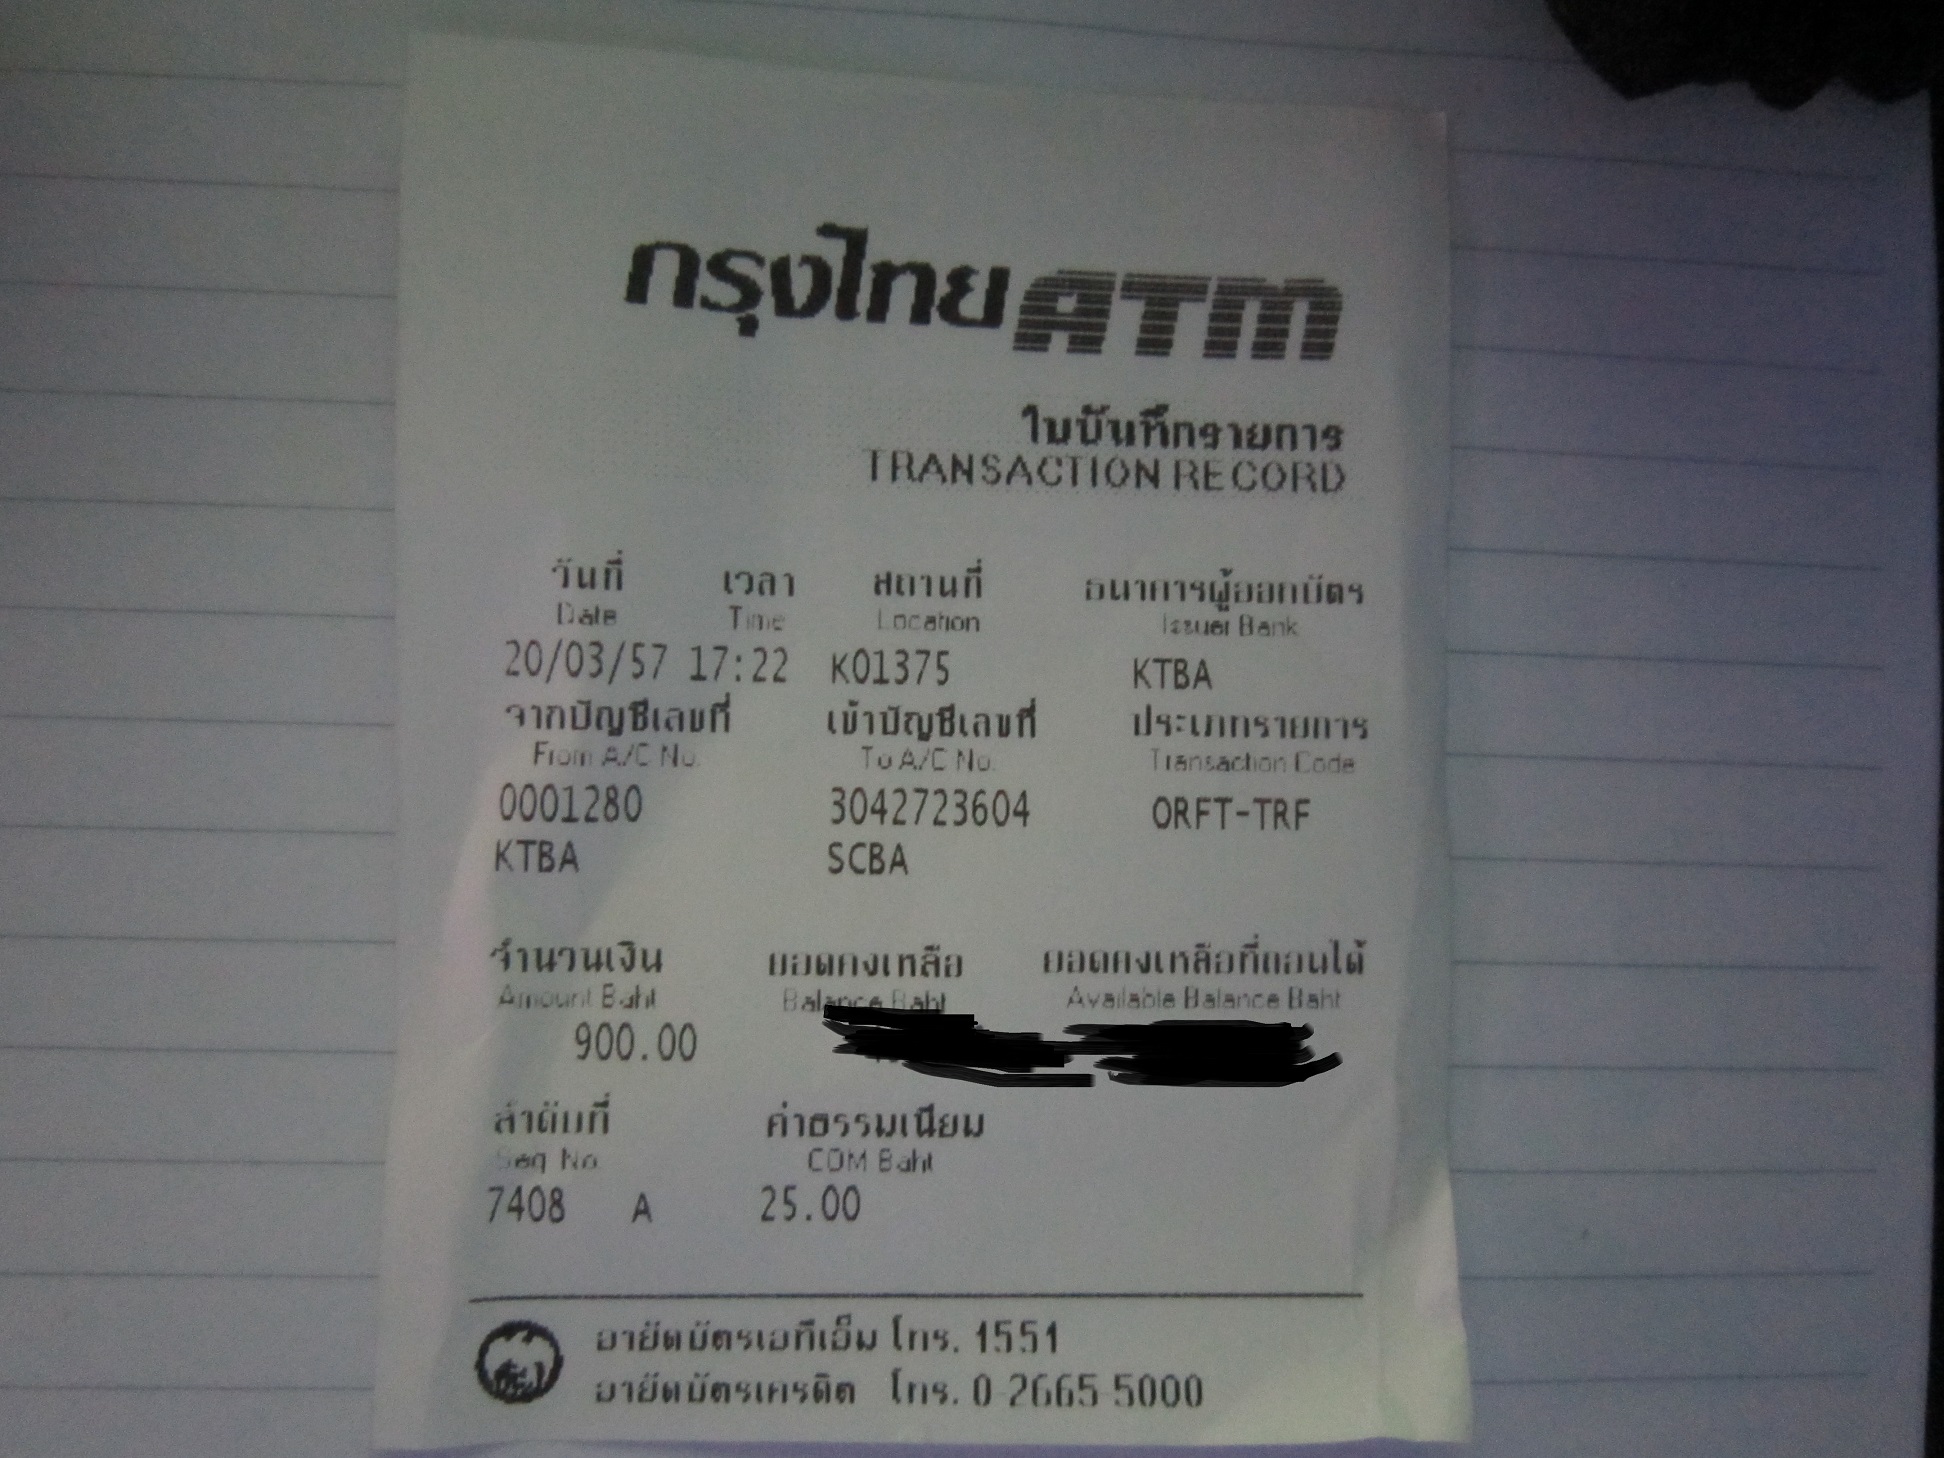 กรุงไทย ATM
ใบบันทึกรายการ
TRANSACTION RECORD
วันที่ เวลา สถานที่ ธนาคารผู้ออกบัตร
Date Time Location Issuer Bank
20/03/57 17:22 K01375 KTBA
จากบัญชีเลขที่ เข้าบัญชีเลขที่ ประเภทรายการ
From A/C No. To A/C No. Transaction Code
0001280 3042723604 ORFT-TRF
KTBA SCBA
จำนวนเงิน ยอดคงเหลือ ยอดคงเหลือที่ถอนได้
Amount Baht Balance Baht Available Balance Baht
900.00
ลำดับที่ ค่าธรรมเนียม
Seq No. COM Baht
7408 A 25.00
อายัดบัตรเอทีเอ็ม โทร. 1551
อายัดบัตรเครดิต โทร. 0 2665 5000